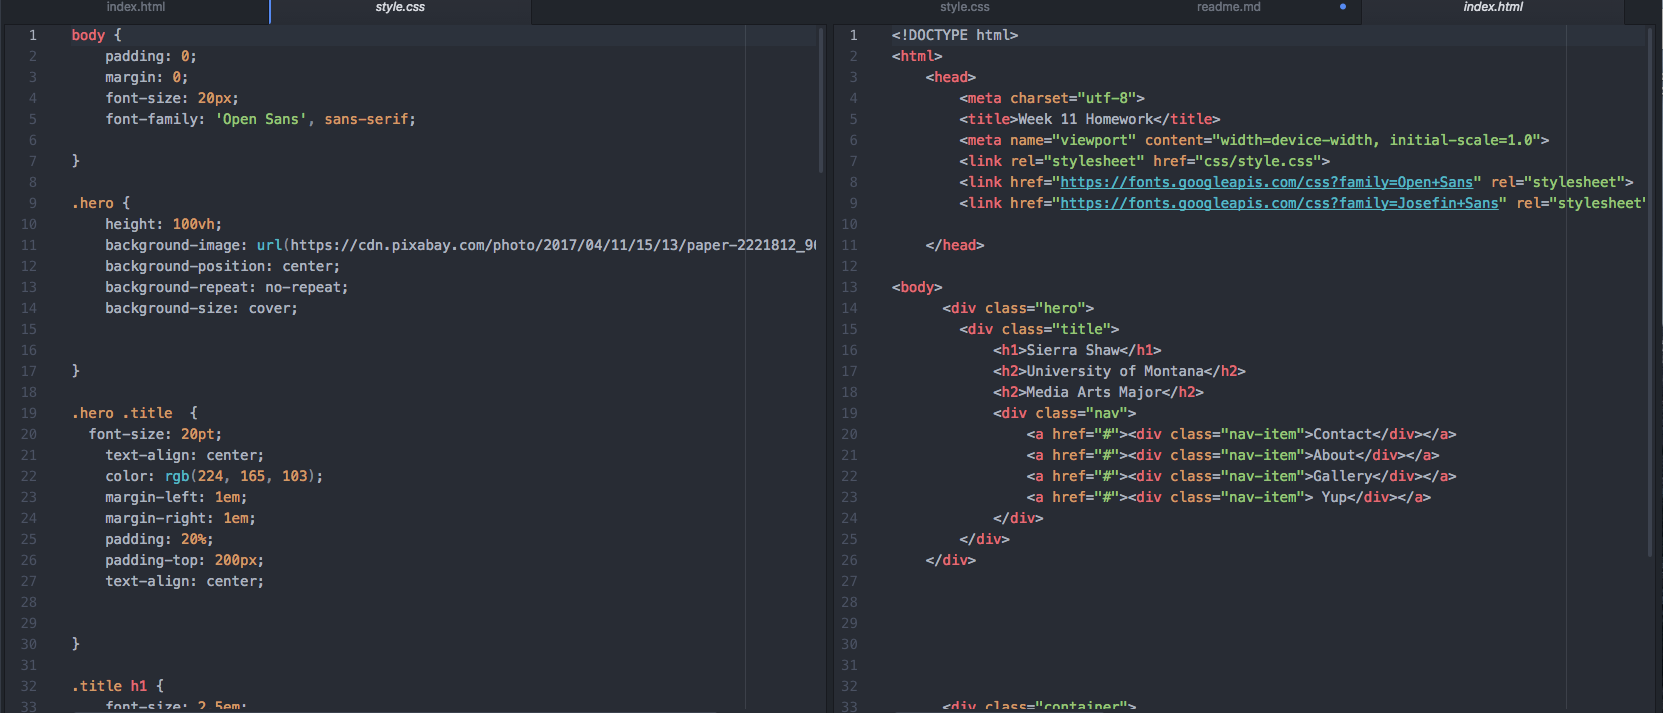 index.html
style.css
1 body {
2 padding: 0;
3 margin: 0;
4 font-size: 20px;
5 font-family: 'Open Sans', sans-serif;
6
7 }
8
9 .hero {
10 height: 100vh;
11 background-image: url(https://cdn.pixabay.com/photo/2017/04/11/15/13/paper-2221812_96
12 background-position: center;
13 background-repeat: no-repeat;
14 background-size: cover;
15
16
17 }
18
19 .hero .title  {
20 font-size: 20pt;
21 text-align: center;
22 color: rgb(224, 165, 103);
23 margin-left: 1em;
24 margin-right: 1em;
25 padding: 20%;
26 padding-top: 200px;
27 text-align: center;
28
29
30 }
31
32 .title h1 {
33 font-size: 2.5em;
style.css
readme.md
index.html
1 <!DOCTYPE html>
2 <html>
3 <head>
4 <meta charset="utf-8">
5 <title>Week 11 Homework</title>
6 <meta name="viewport" content="width=device-width, initial-scale=1.0">
7 <link rel="stylesheet" href="css/style.css">
8 <link href="https://fonts.googleapis.com/css?family=Open+Sans" rel="stylesheet">
9 <link href="https://fonts.googleapis.com/css?family=Josefin+Sans" rel="stylesheet"
10
11 </head>
12
13 <body>
14 <div class="hero">
15 <div class="title">
16 <h1>Sierra Shaw</h1>
17 <h2>University of Montana</h2>
18 <h2>Media Arts Major</h2>
19 <div class="nav">
20 <a href="#"><div class="nav-item">Contact</div></a>
21 <a href="#"><div class="nav-item">About</div></a>
22 <a href="#"><div class="nav-item">Gallery</div></a>
23 <a href="#"><div class="nav-item"> Yup</div></a>
24 </div>
25 </div>
26 </div>
27
28
29
30
31
32
33 <div class="container">